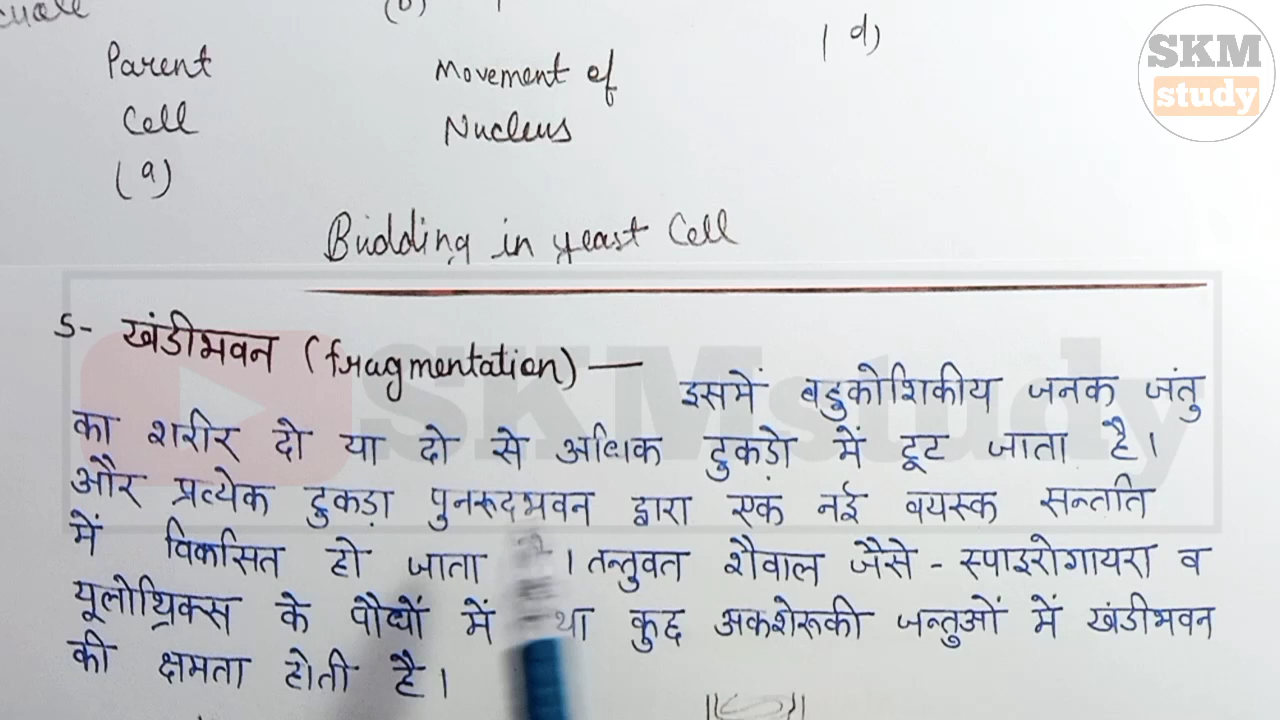 (b)
(d)
Parent
Cell
(a)
Movement of
Nucleus
SKM
study
Budding in yeast Cell
5- खंडीभवन (fragmentation) —
इसमें बहुकोशिकीय जनक जंतु
का शरीर दो या दो से अधिक टुकड़ो में टूट जाता है।
और प्रत्येक टुकड़ा पुनरूदभवन द्वारा एक नई वयस्क सन्तति
में विकसित हो जाता है। तन्तुवत शैवाल जैसे - स्पाइरोगायरा व
यूलोथ्रिक्स के पौधों में कुछ अकशेरूकी जन्तुओं में खंडीभवन
की क्षमता होती है।
SKMstudy